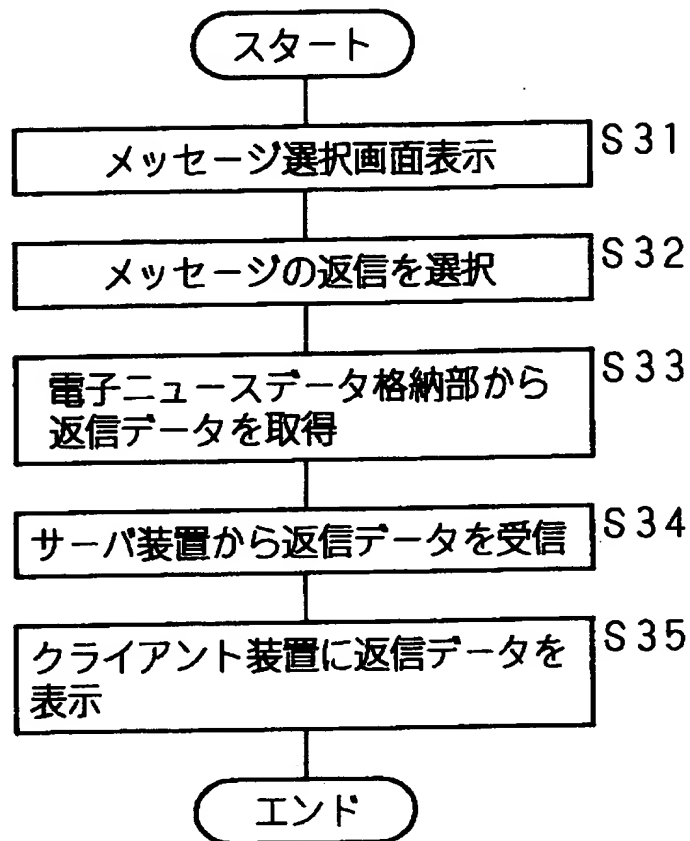 スタート
メッセージ選択画面表示
S31
メッセージの返信を選択
S32
電子ニュースデータ格納部から
返信データを取得
S33
サーバ装置から返信データを受信
S34
クライアント装置に返信データを
表示
S35
エンド